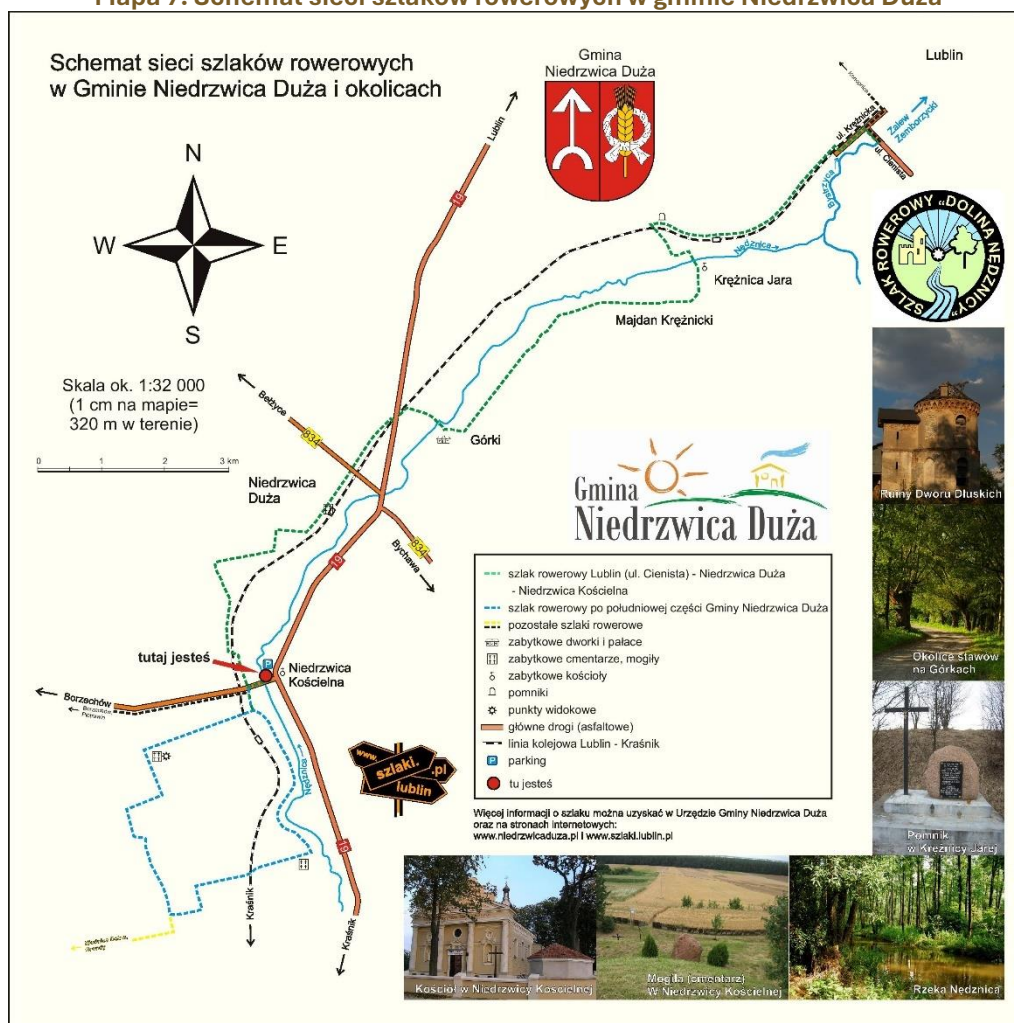 Mapa 7. Schemat sieci szlaków rowerowych w gminie Niedrzwica Duża
Schemat sieci szlaków rowerowych
w Gminie Niedrzwica Duża i okolicach
Gmina
Niedrzwica Duża
Lublin
N
W
E
S
Lublin
19
ul. Krężnicka
ul. Cienista
Zalew
Zemborzycki
Bystrzyca
Nędznica
SZLAK ROWEROWY „DOLINA NĘDZNICY”
Krężnica Jara
Majdan Krężnicki
Skala ok. 1:32 000
(1 cm na mapie=
320 m w terenie)
0 1 2 3 km
Bełżyce
834
Górki
Niedrzwica
Duża
834
Bychawa
19
Gmina
Niedrzwica Duża
Ruiny Dworu Dłuskich
szlak rowerowy Lublin (ul. Cienista) - Niedrzwica Duża
- Niedrzwica Kościelna
szlak rowerowy po południowej części Gminy Niedrzwica Duża
pozostałe szlaki rowerowe
zabytkowe dworki i pałace
zabytkowe cmentarze, mogiły
zabytkowe kościoły
pomniki
punkty widokowe
główne drogi (asfaltowe)
linia kolejowa Lublin - Kraśnik
P parking
tu jesteś
Okolice stawów
na Górkach
tutaj jesteś
P
Niedrzwica
Kościelna
Borzechów
Nędznica
www.
szlaki.
.pl
lublin
19
Kraśnik
Kraśnik
Więcej informacji o szlaku można uzyskać w Urzędzie Gminy Niedrzwica Duża
oraz na stronach internetowych:
www.niedrzwicaduza.pl i www.szlaki.lublin.pl
Pomnik
w Krężnicy Jarej
Kościół w Niedrzwicy Kościelnej
Mogiła (cmentarz)
W Niedrzwicy Kościelnej
Rzeka Nędznica